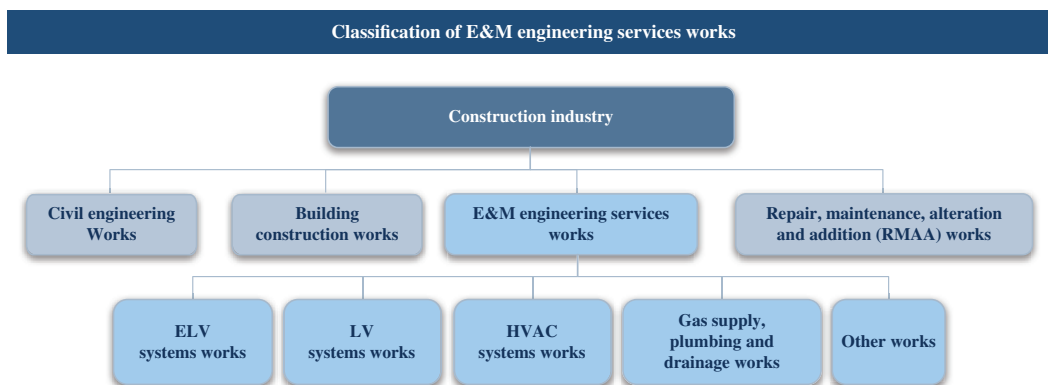 Classification of E&M engineering services works
Construction industry
Civil engineering
Works
Building
construction works
E&M engineering services
works
Repair, maintenance, alteration
and addition (RMAA) works
ELV
systems works
LV
systems works
HVAC
systems works
Gas supply,
plumbing and
drainage works
Other works